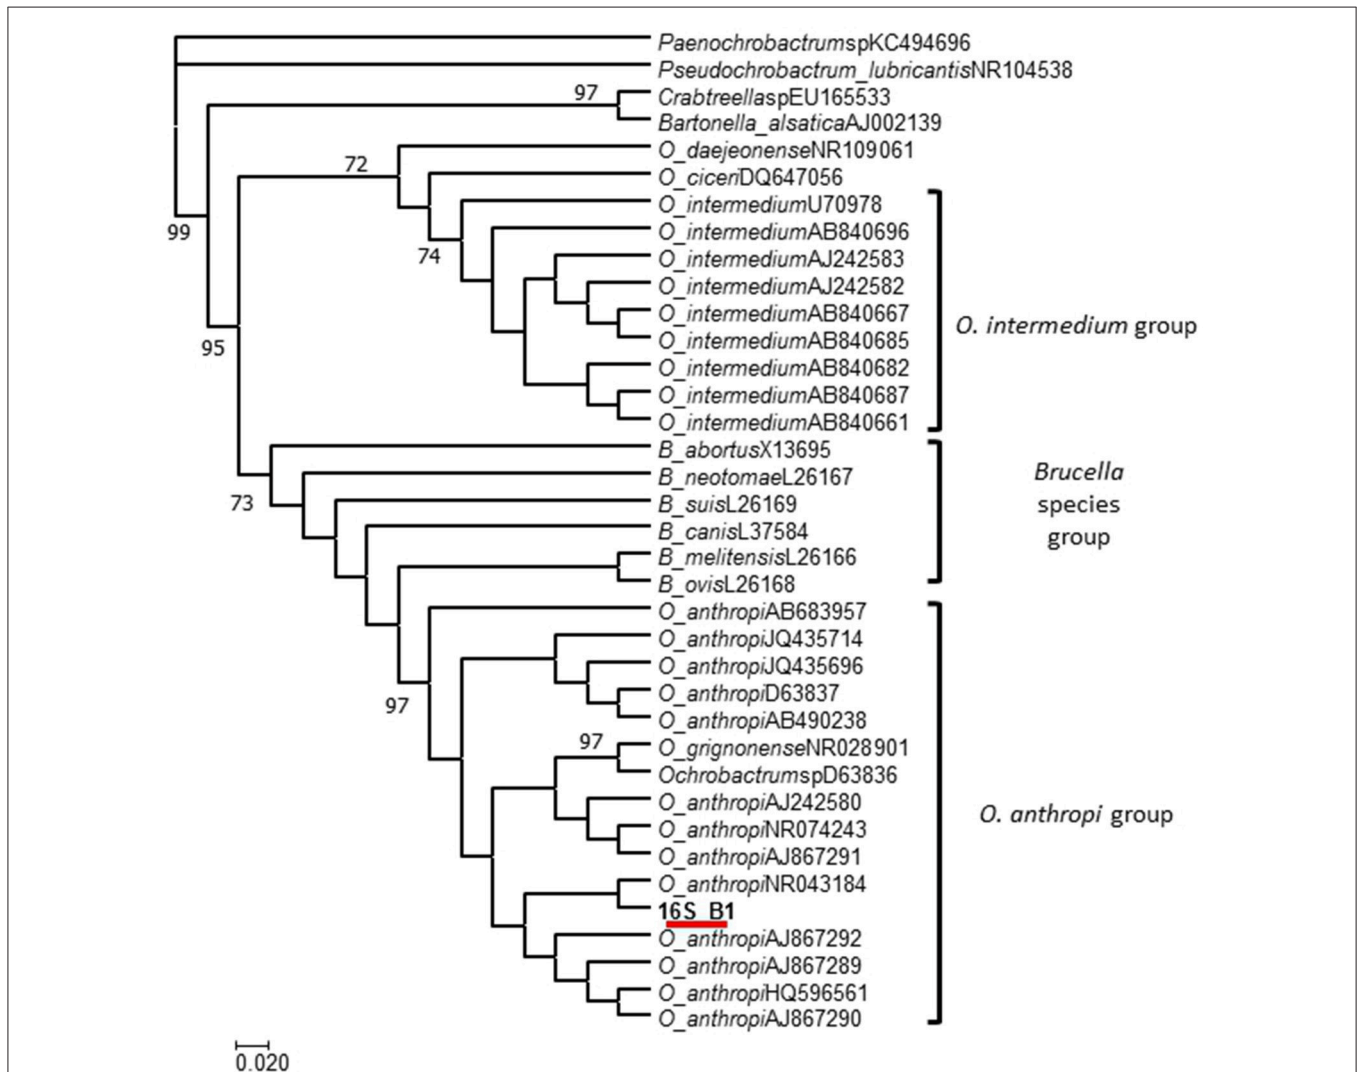 PaenochrobactrumspKC494696
Pseudochrobactrum_lubricantisNR104538
97
CrabtreellaspEU165533
Bartonella_alsaticaAJ002139
O_daejeonenseNR109061
72
O_ciceriDQ647056
O_intermediumU70978
99
O_intermediumAB840696
74
O_intermediumAJ242583
O_intermediumAJ242582
O_intermediumAB840667
O. intermedium group
O_intermediumAB840685
95
O_intermediumAB840682
O_intermediumAB840687
O_intermediumAB840661
B_abortusX13695
Brucella
species
group
B_neotomaeL26167
73
B_suisL26169
B_canisL37584
B_melitensisL26166
B_ovisL26168
O_anthropiAB683957
O_anthropiJQ435714
O_anthropiJQ435696
O_anthropiD63837
97
O_anthropiAB490238
97
O_grignonenseNR028901
OchrobactrumspD63836
O_anthropiAJ242580
O. anthropi group
O_anthropiNR074243
O_anthropiAJ867291
O_anthropiNR043184
16S_B1
O_anthropiAJ867292
O_anthropiAJ867289
O_anthropiHQ596561
O_anthropiAJ867290
0.020